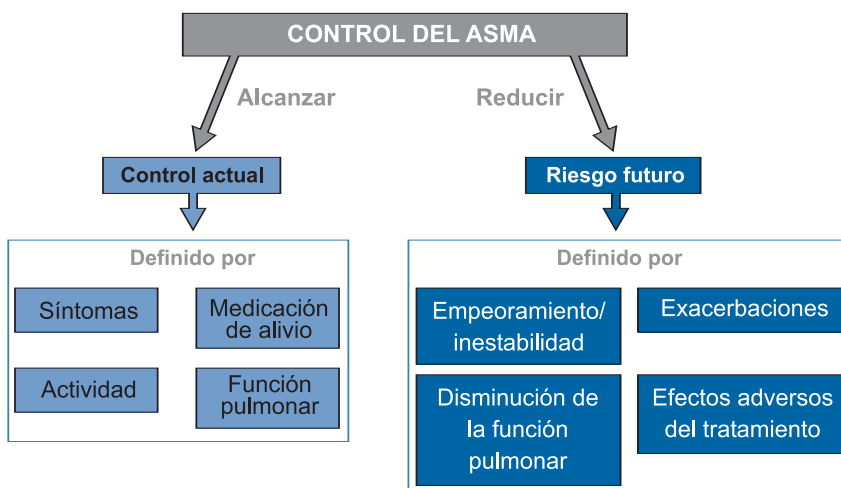 CONTROL DEL ASMA
Alcanzar
Reducir
Control actual
Riesgo futuro
Definido por
Síntomas
Medicación
de alivio
Actividad
Función
pulmonar
Definido por
Empeoramiento/
inestabilidad
Exacerbaciones
Disminución de
la función
pulmonar
Efectos adversos
del tratamiento